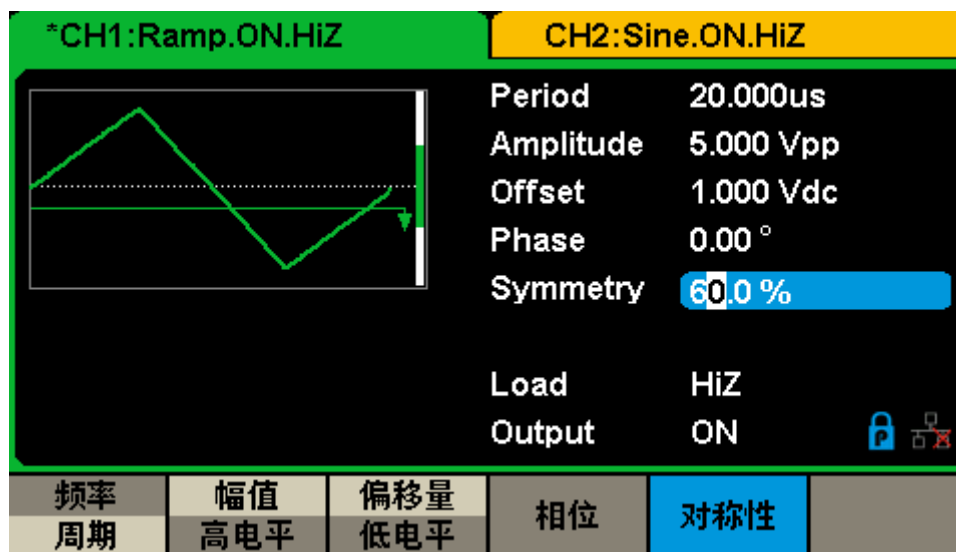 *CH1:Ramp.ON.HiZ CH2:Sine.ON.HiZ
Period 20.000us
Amplitude 5.000 Vpp
Offset 1.000 Vdc
Phase 0.00 °
Symmetry 60.0 %
Load HiZ
Output ON
频率 幅值 偏移量 相位 对称性
周期 高电平 低电平